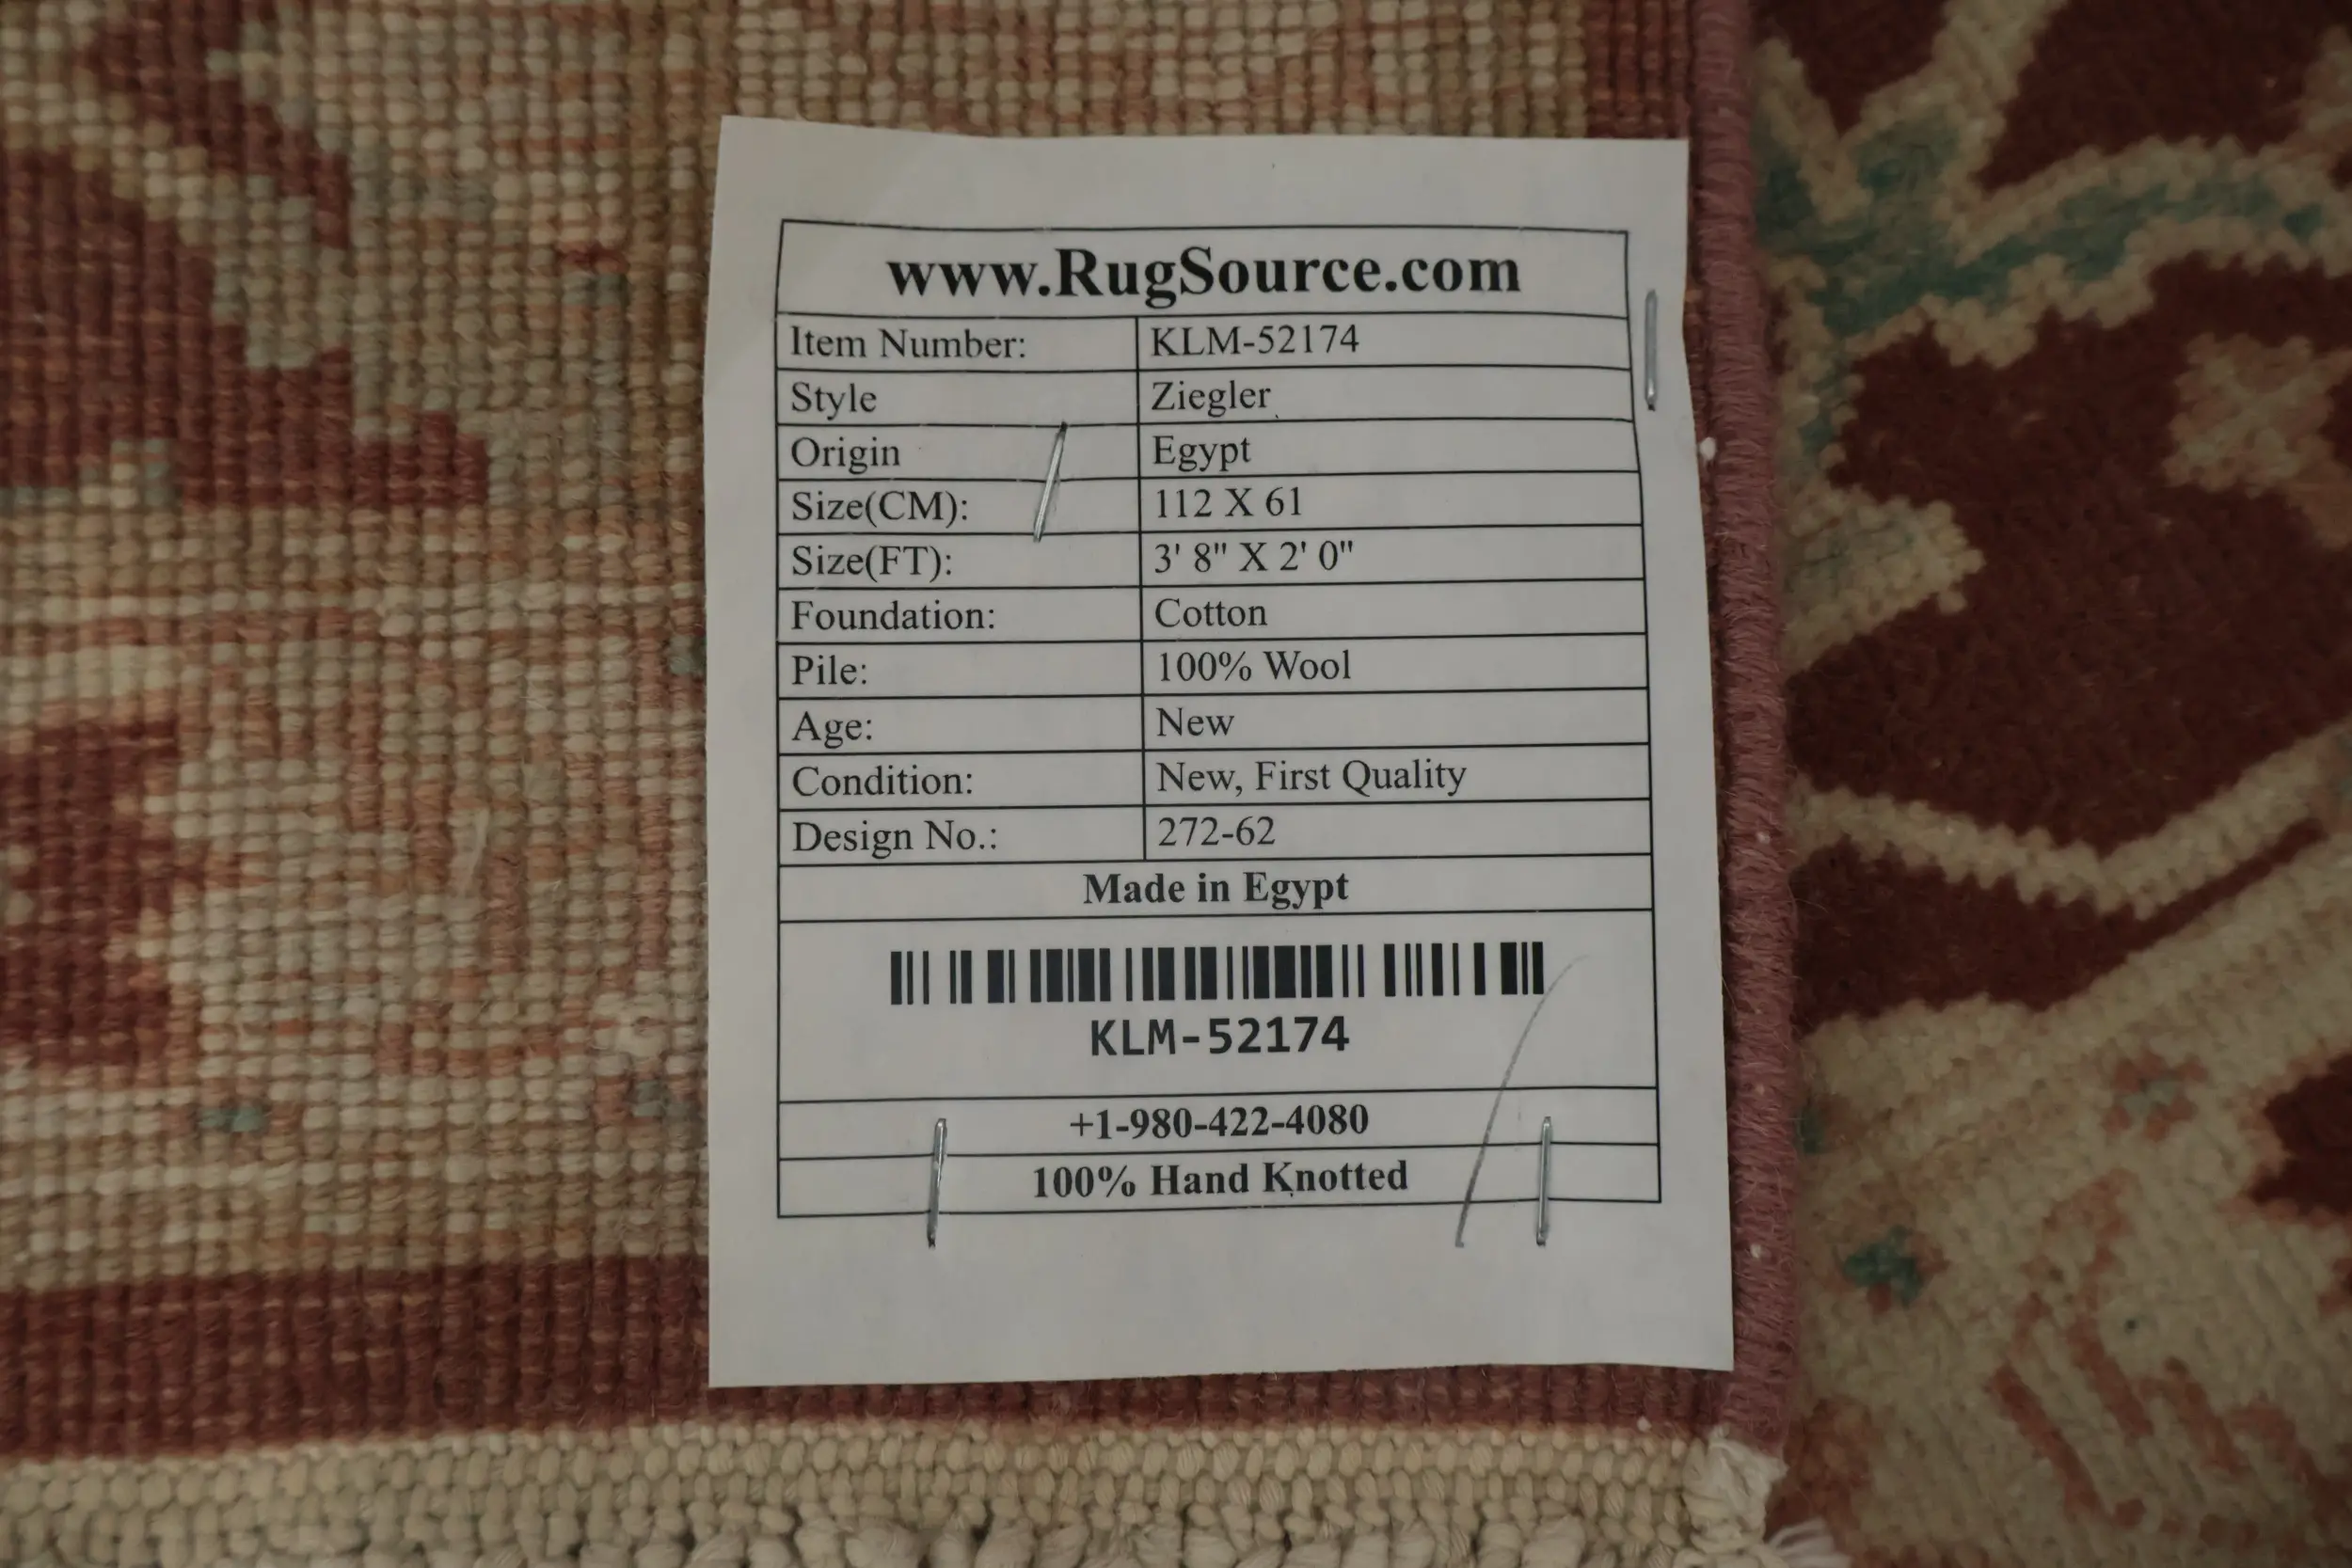 www.RugSource.com
Item Number: KLM-52174
Style Ziegler
Origin Egypt
Size(CM): 112 X 61
Size(FT): 3' 8" X 2' 0"
Foundation: Cotton
Pile: 100% Wool
Age: New
Condition: New, First Quality
Design No.: 272-62
Made in Egypt
KLM-52174
+1-980-422-4080
100% Hand Knotted